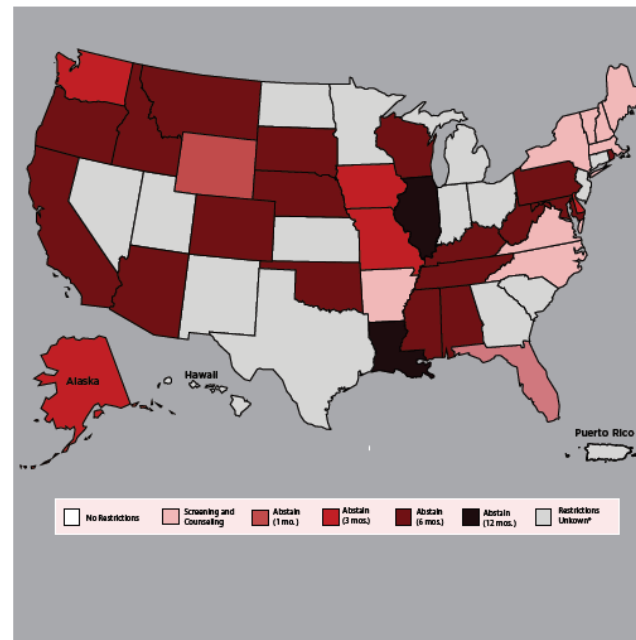 Alaska
Hawaii
Puerto Rico
No Restrictions
Screening and
Counseling
Abstain
(1 mo.)
Abstain
(3 mos.)
Abstain
(6 mos.)
Abstain
(12 mos.)
Restrictions
Unkown*